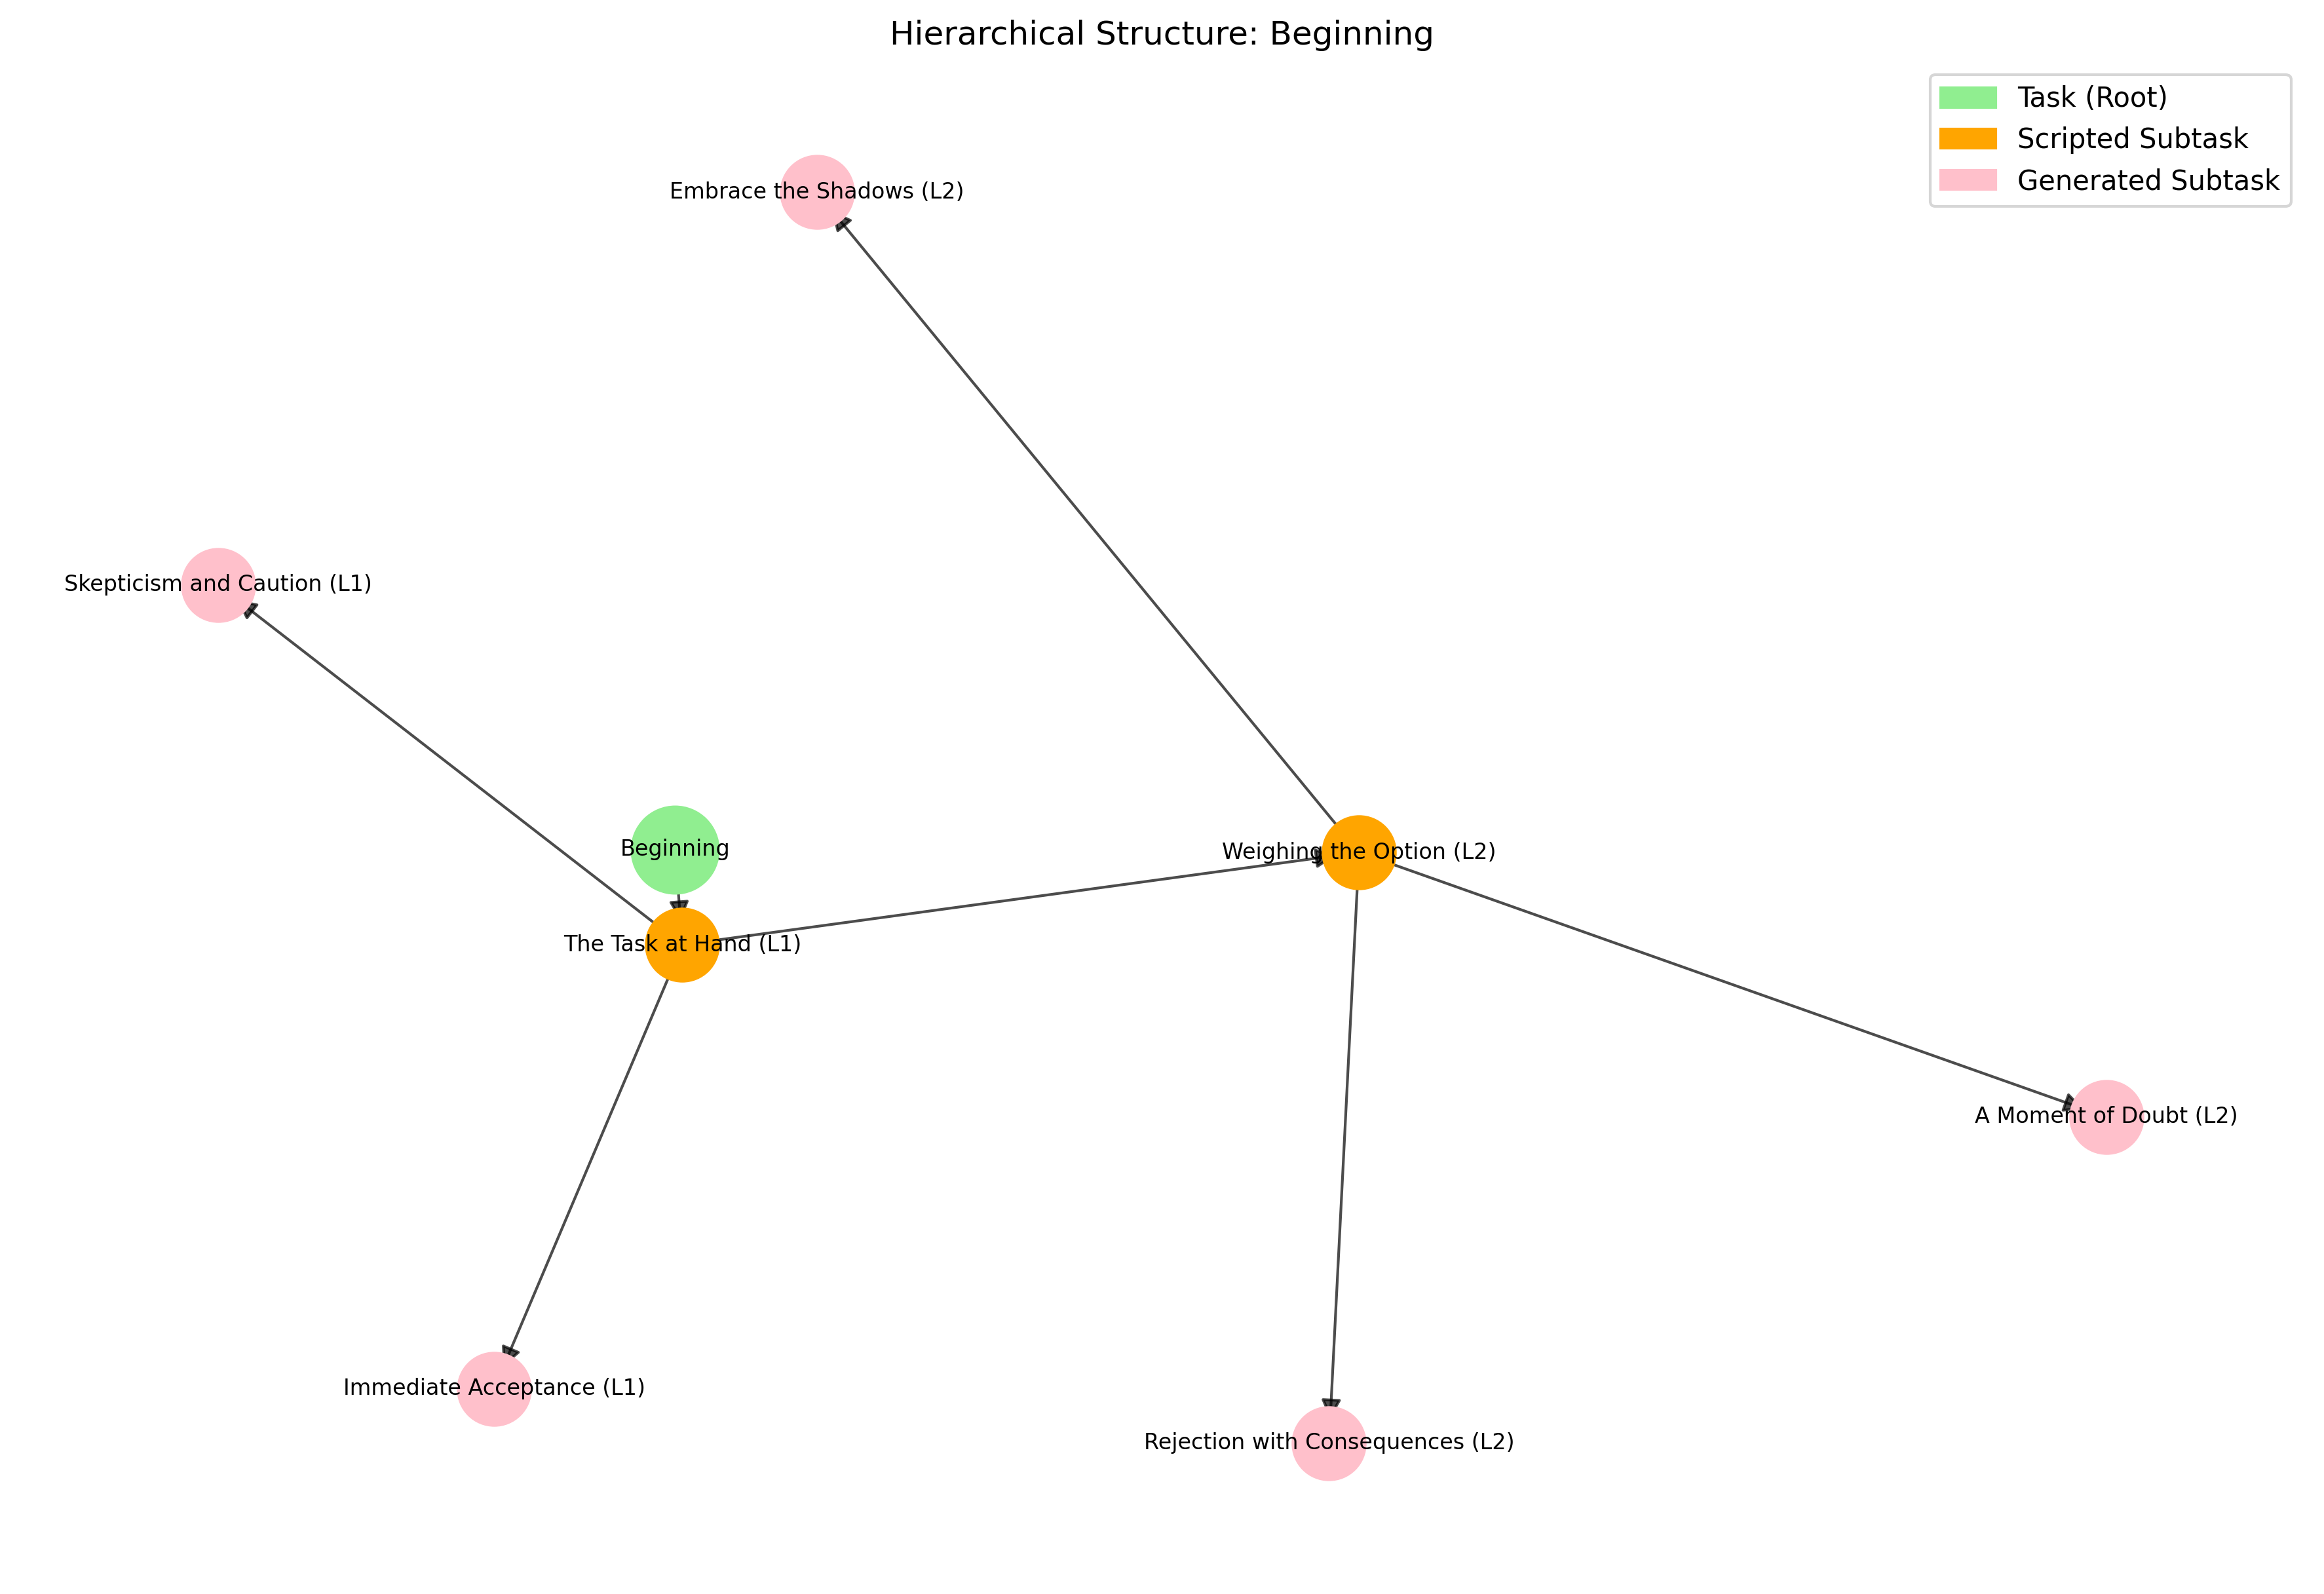 Hierarchical Structure: Beginning
Task (Root)
Scripted Subtask
Generated Subtask
Embrace the Shadows (L2)
Skepticism and Caution (L1)
Beginning
Weighing the Option (L2)
The Task at Hand (L1)
A Moment of Doubt (L2)
Immediate Acceptance (L1)
Rejection with Consequences (L2)